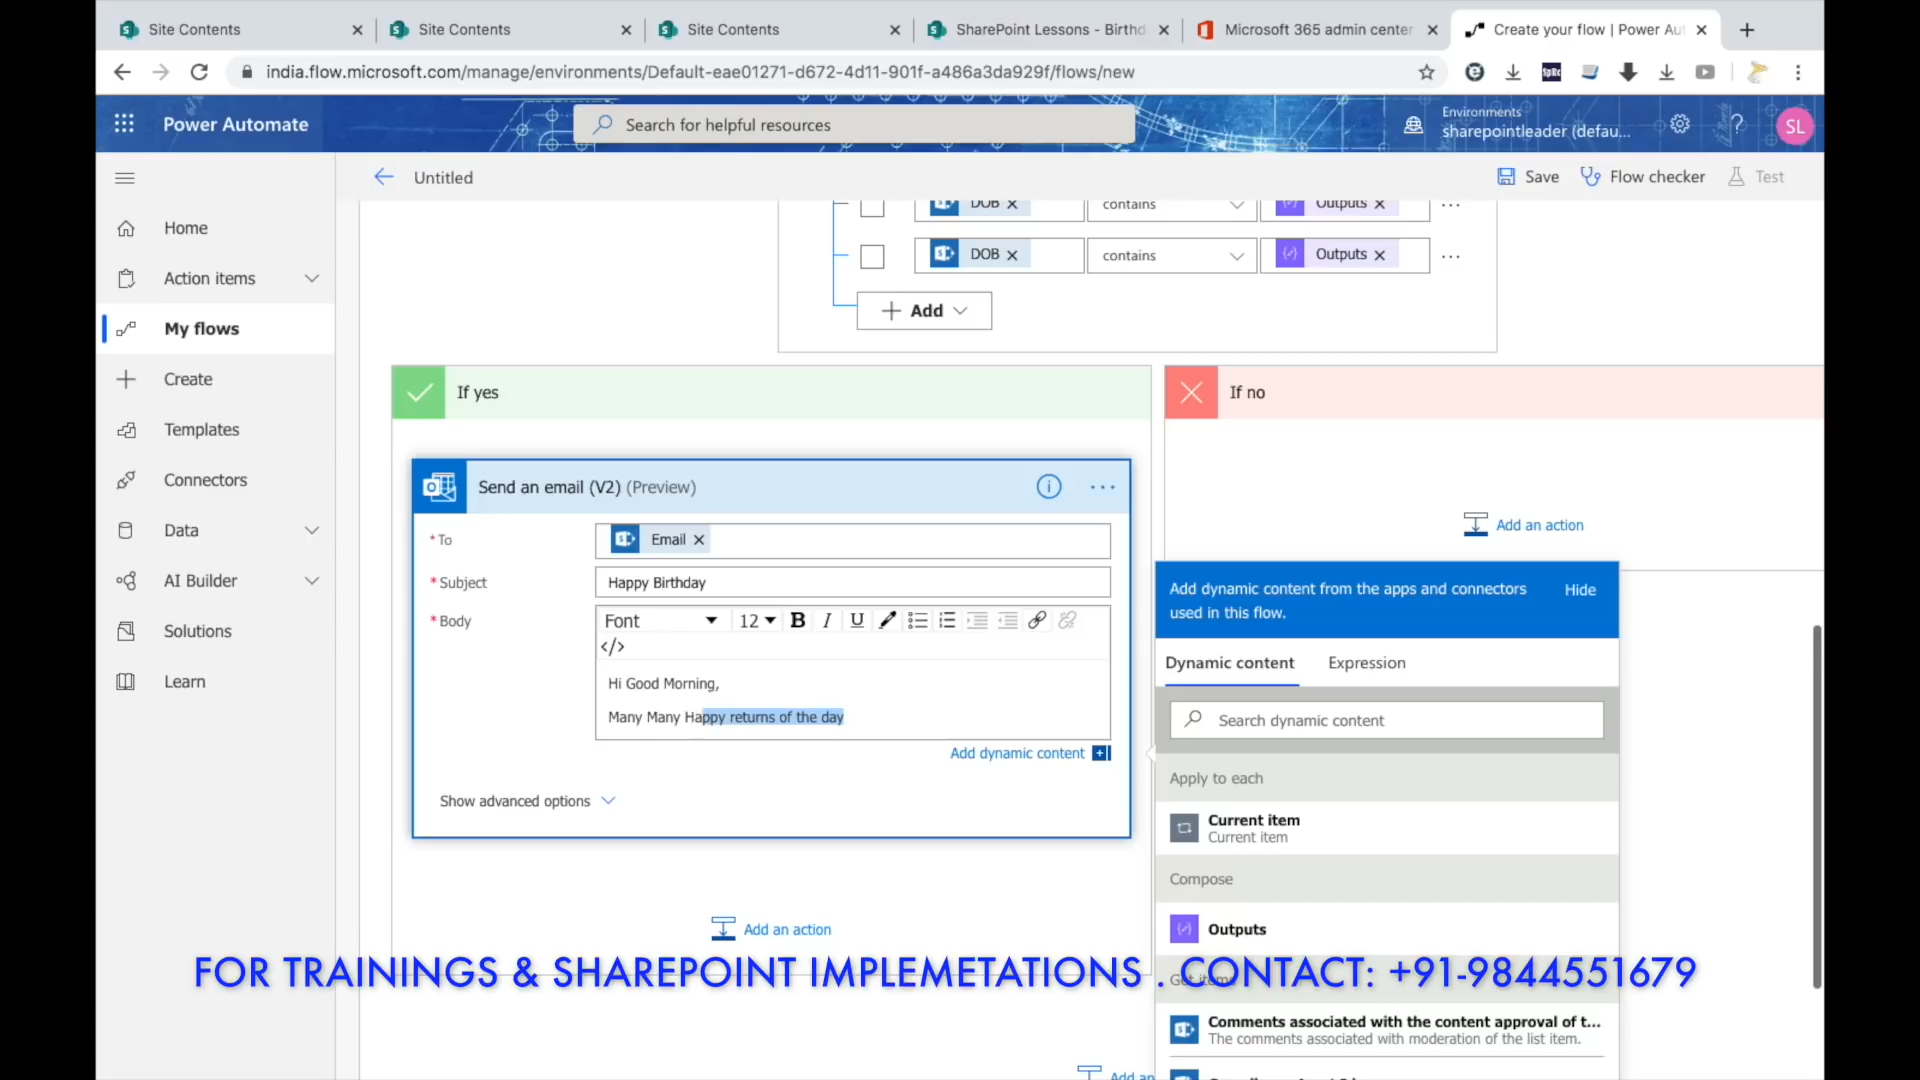 Site Contents
Site Contents
Site Contents
SharePoint Lessons - Birthd
Microsoft 365 admin center
Create your flow | Power Aut
india.flow.microsoft.com/manage/environments/Default-eae01271-d672-4d11-901f-a486a3da929f/flows/new
Power Automate
Search for helpful resources
Environments
sharepointleader (defau...
SL
Untitled
Save
Flow checker
Test
Home
Action items
My flows
Create
Templates
Connectors
Data
AI Builder
Solutions
Learn
DOB
contains
Outputs
DOB
contains
Outputs
Add
If yes
If no
Send an email (V2) (Preview)
*To
Email
*Subject
Happy Birthday
*Body
Font
12
B I U
</>
Hi Good Morning,
Many Many Happy returns of the day
Add dynamic content
Show advanced options
Add an action
Add an action
Add dynamic content from the apps and connectors
used in this flow.
Hide
Dynamic content
Expression
Search dynamic content
Apply to each
Current item
Current item
Compose
Outputs
FOR TRAININGS & SHAREPOINT IMPLEMETATIONS . CONTACT: +91-9844551679
Get items
Comments associated with the content approval of t...
The comments associated with moderation of the list item.